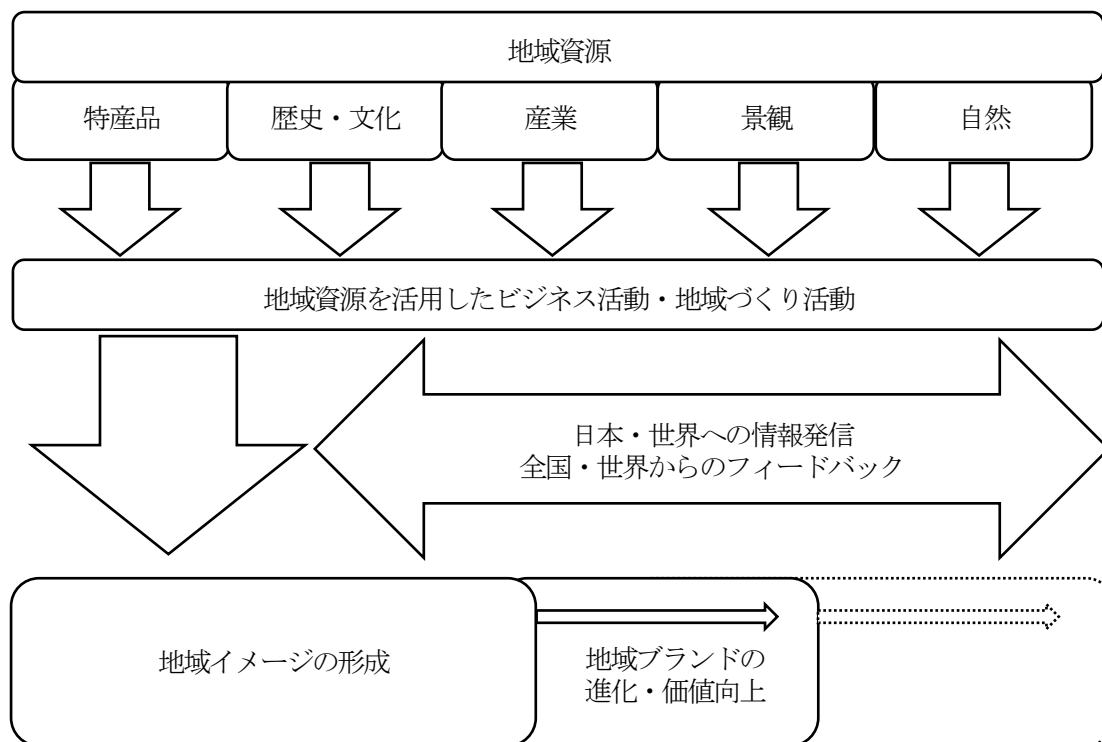 地域資源
特産品
歴史・文化
産業
景観
自然
地域資源を活用したビジネス活動・地域づくり活動
日本・世界への情報発信
全国・世界からのフィードバック
地域イメージの形成
地域ブランドの
進化・価値向上